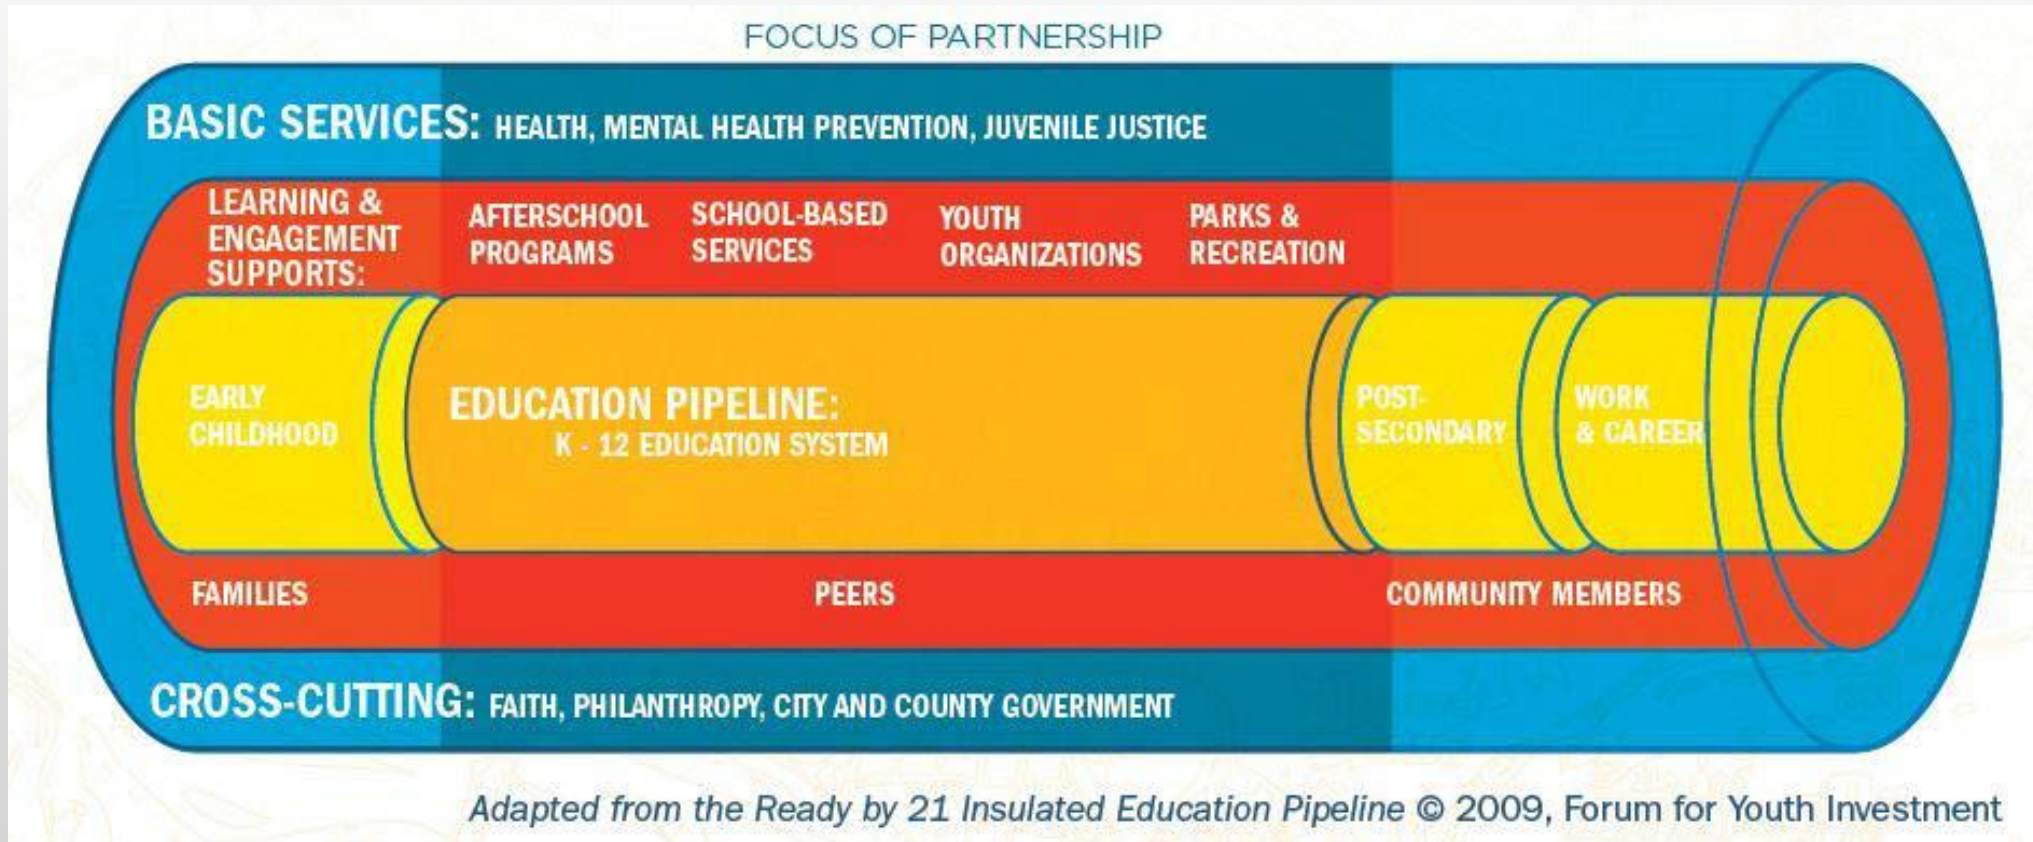 FOCUS OF PARTNERSHIP
BASIC SERVICES: HEALTH, MENTAL HEALTH PREVENTION, JUVENILE JUSTICE
LEARNING &
ENGAGEMENT
SUPPORTS:
AFTERSCHOOL
PROGRAMS
SCHOOL-BASED
SERVICES
YOUTH
ORGANIZATIONS
PARKS &
RECREATION
EARLY
CHILDHOOD
EDUCATION PIPELINE:
K - 12 EDUCATION SYSTEM
POST-
SECONDARY
WORK
& CAREER
FAMILIES
PEERS
COMMUNITY MEMBERS
CROSS-CUTTING: FAITH, PHILANTHROPY, CITY AND COUNTY GOVERNMENT
Adapted from the Ready by 21 Insulated Education Pipeline © 2009, Forum for Youth Investment